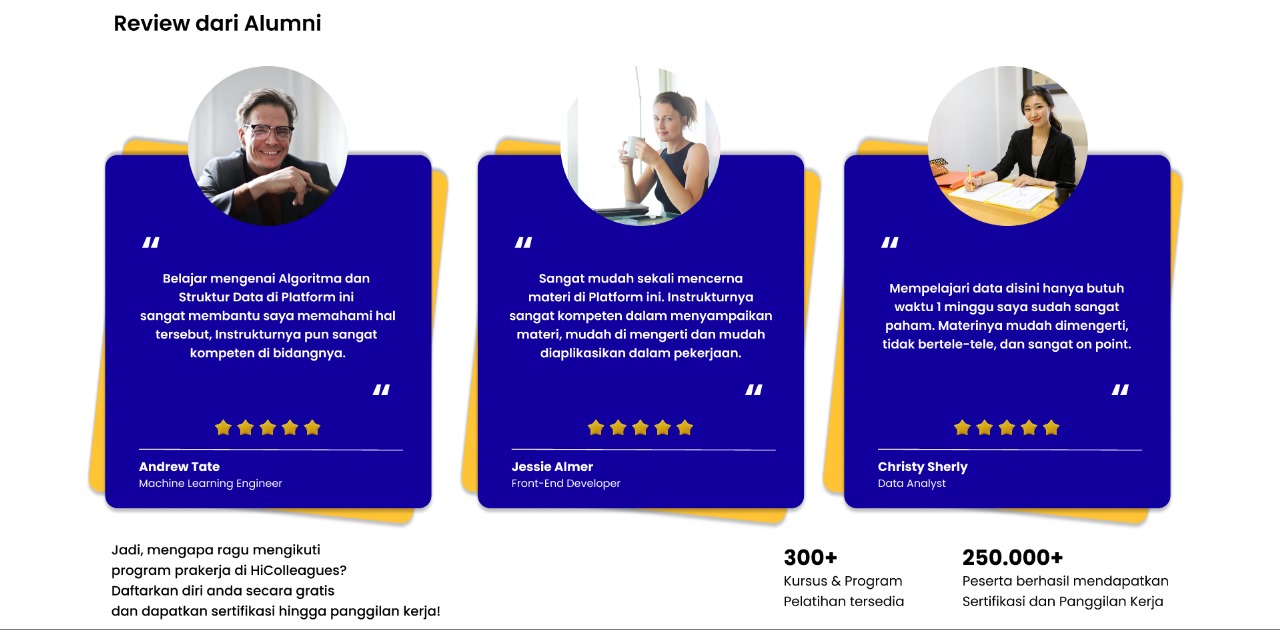 Review dari Alumni
“
Belajar mengenai Algoritma dan
Struktur Data di Platform ini
sangat membantu saya memahami hal
tersebut, Instrukturnya pun sangat
kompeten di bidangnya.
“
Andrew Tate
Machine Learning Engineer
“
Sangat mudah sekali mencerna
materi di Platform ini. Instrukturnya
sangat kompeten dalam menyampaikan
materi, mudah di mengerti dan mudah
diaplikasikan dalam pekerjaan.
“
Jessie Almer
Front-End Developer
“
Mempelajari data disini hanya butuh
waktu 1 minggu saya sudah sangat
paham. Materinya mudah dimengerti,
tidak bertele-tele, dan sangat on point.
“
Christy Sherly
Data Analyst
Jadi, mengapa ragu mengikuti
program prakerja di HiColleagues?
Daftarkan diri anda secara gratis
dan dapatkan sertifikasi hingga panggilan kerja!
300+
Kursus & Program
Pelatihan tersedia
250.000+
Peserta berhasil mendapatkan
Sertifikasi dan Panggilan Kerja